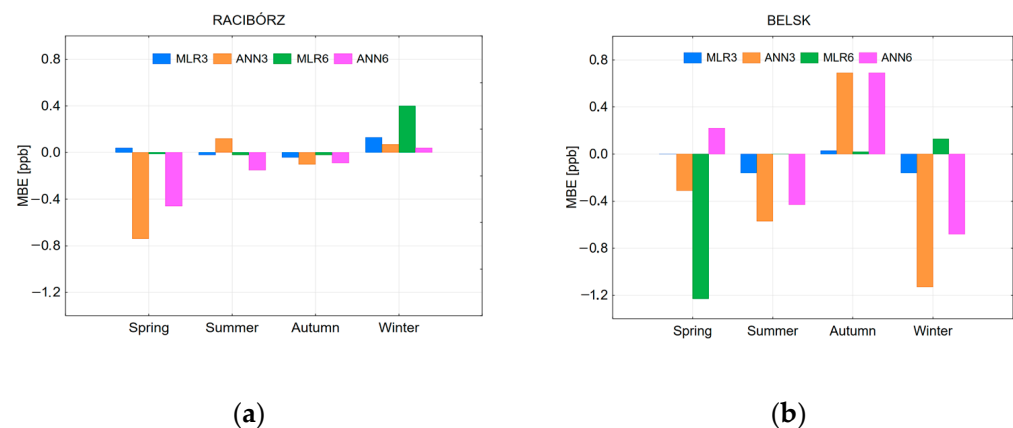 RACIBÓRZ
MLR3 ANN3 MLR6 ANN6
MBE [ppb]
0.8
0.4
0.0
−0.4
−0.8
−1.2
Spring Summer Autumn Winter
(a)
BELSK
MLR3 ANN3 MLR6 ANN6
MBE [ppb]
0.8
0.4
0.0
−0.4
−0.8
−1.2
Spring Summer Autumn Winter
(b)